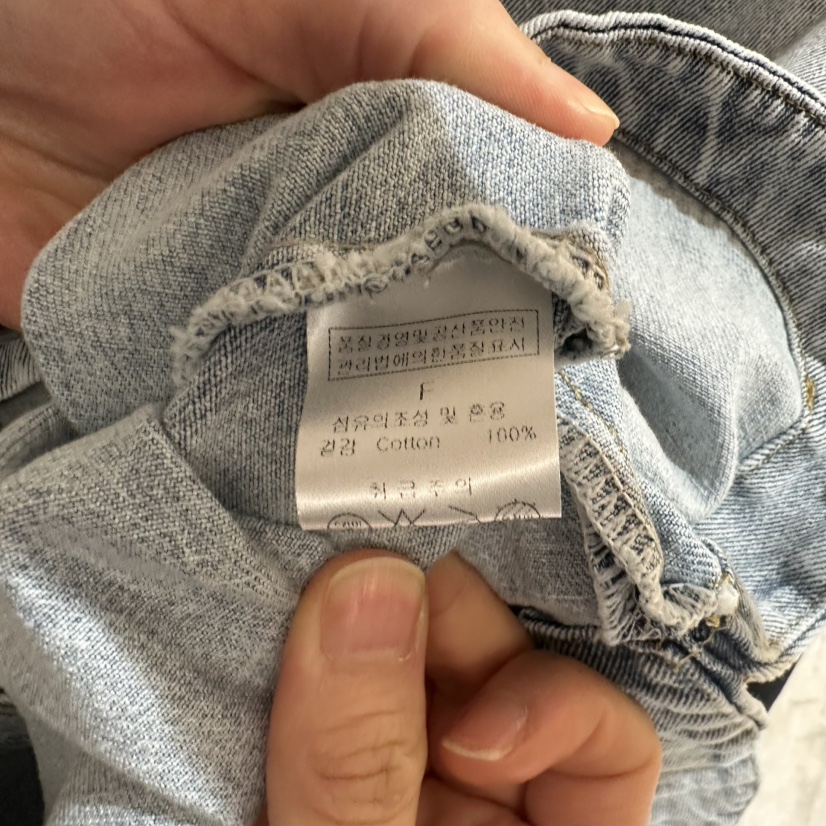 품질경영및공산품안전
관리법에의한품질표시
F
섬유의조성 및 혼용
겉감 Cotton 100%
취급주의